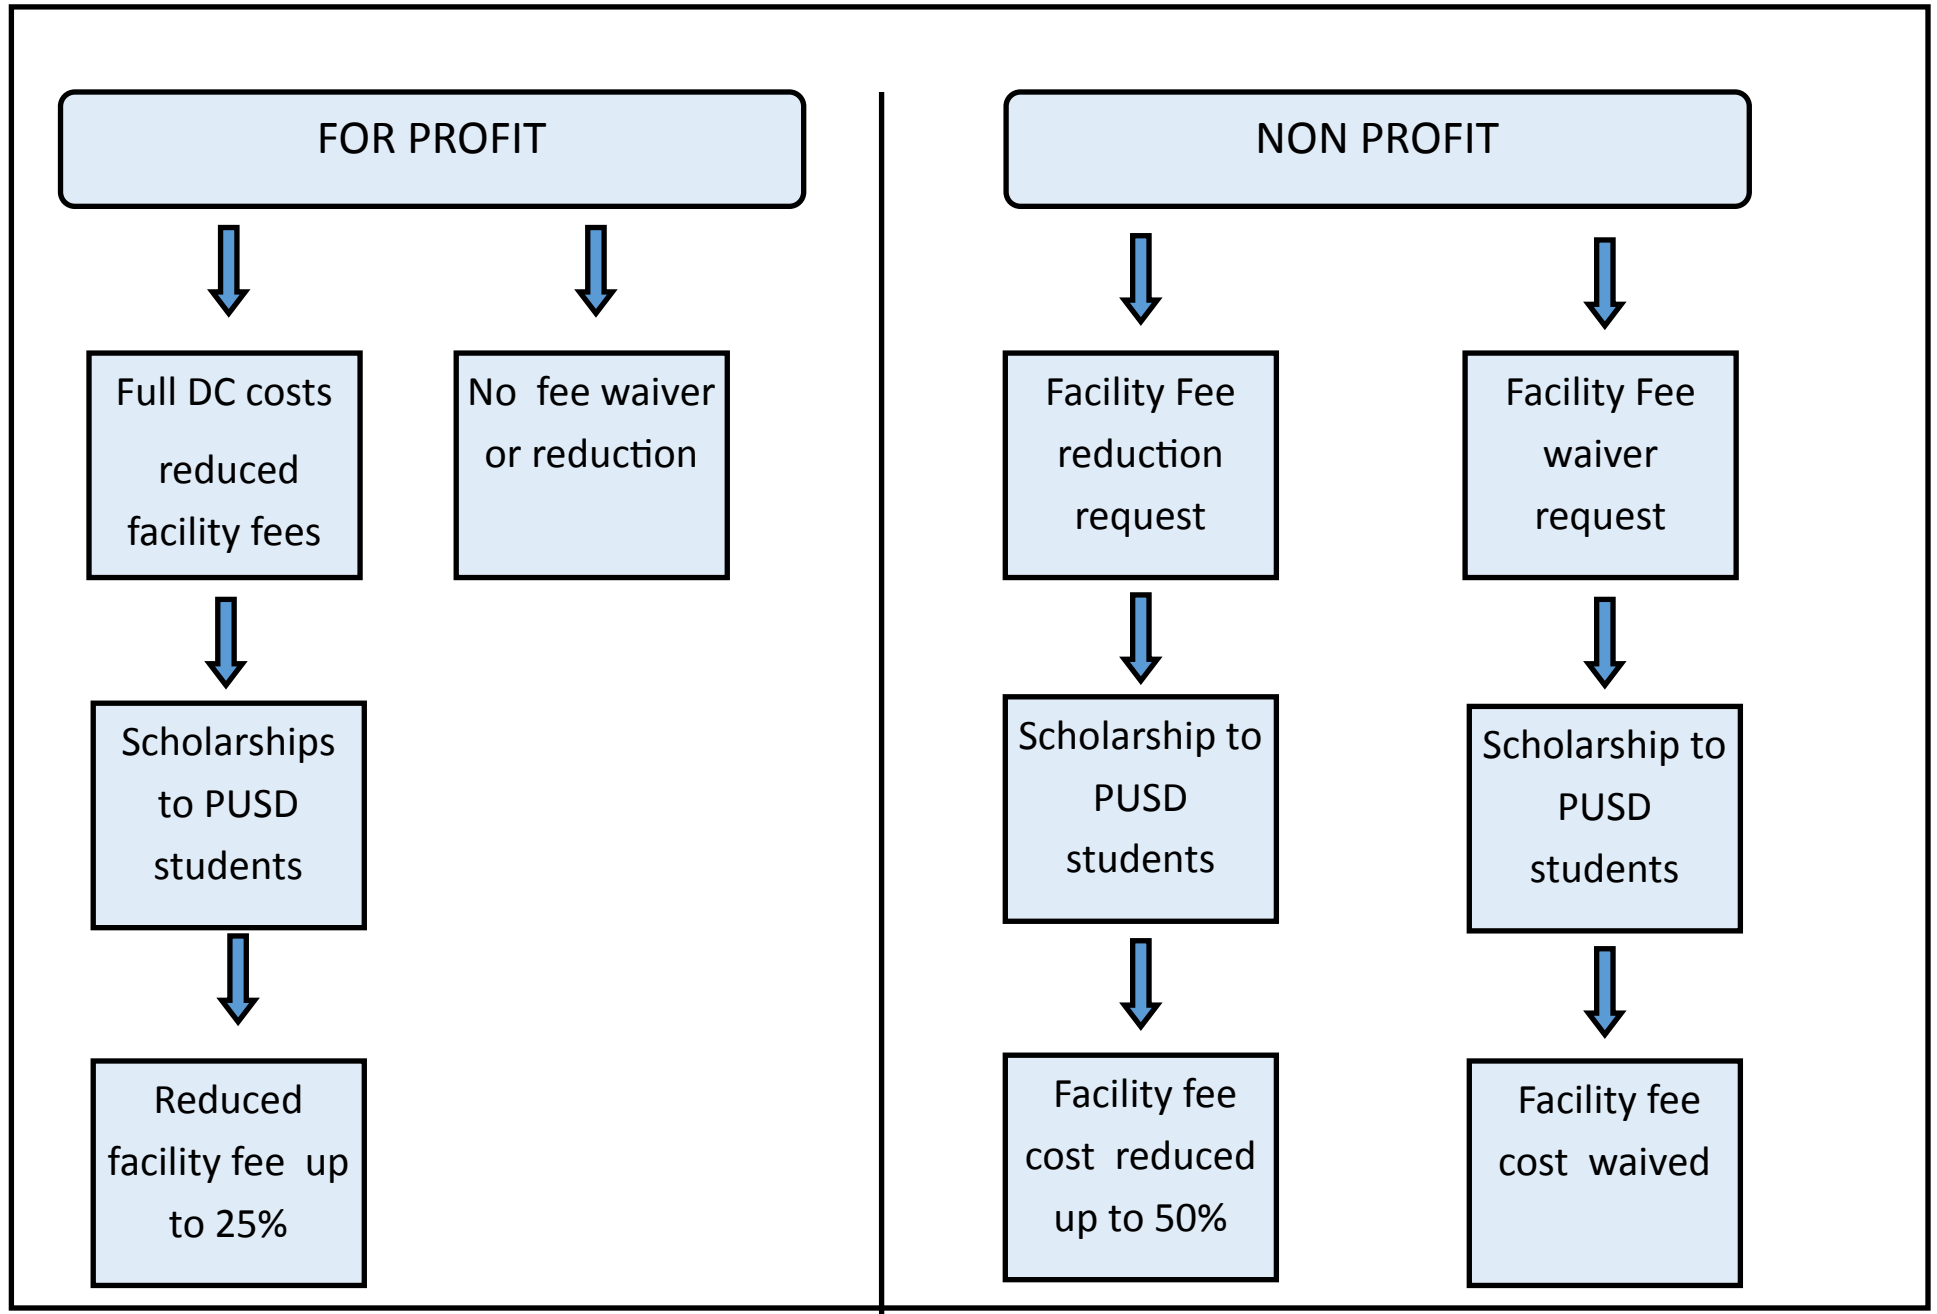 FOR PROFIT
Full DC costs
reduced
facility fees
No  fee waiver
or reduction
Scholarships
to PUSD
students
Reduced
facility fee  up
to 25%
NON PROFIT
Facility Fee
reduction
request
Facility Fee
waiver
request
Scholarship to
PUSD
students
Scholarship to
PUSD
students
Facility fee
cost  reduced
up to 50%
Facility fee
cost  waived